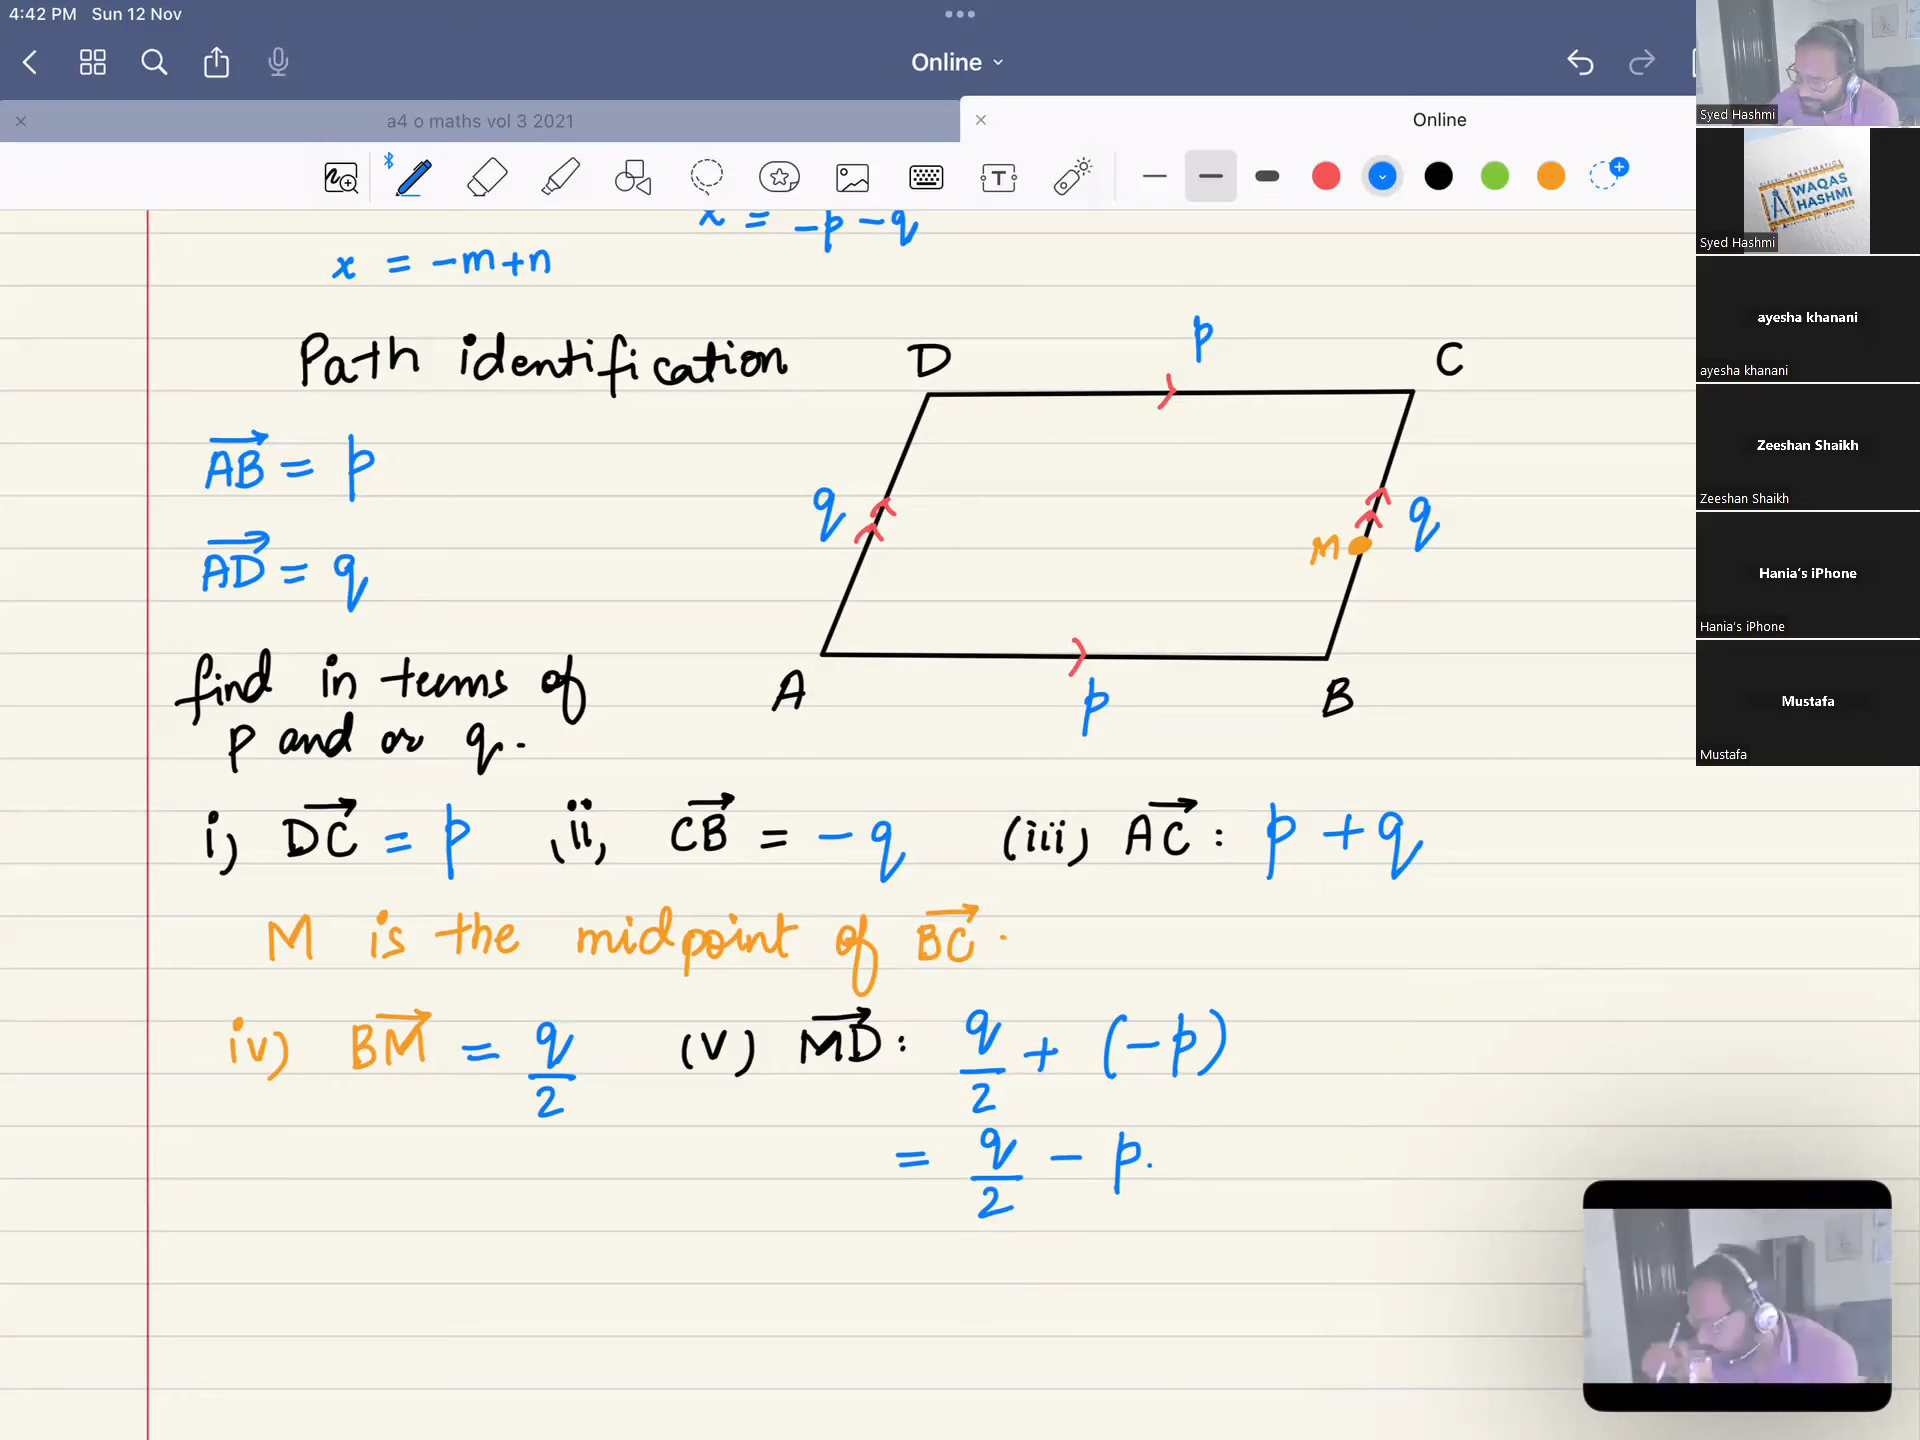 4:42 PM Sun 12 Nov
Online
a4 o maths vol 3 2021
Online
x = -p - q
x = -m+n
Path identification
D
p
C
AB = p
q
q
AD = q
M
find in terms of
A
p
B
p and or q.
i) DC = p ii, CB = -q (iii) AC : p + q
M is the midpoint of BC.
iv) BM = q/2 (v) MD : q/2 + (-p)
= q/2 - p.
Syed Hashmi
WAQAS
HASHMI
Syed Hashmi
ayesha khanani
ayesha khanani
Zeeshan Shaikh
Zeeshan Shaikh
Hania's iPhone
Hania's iPhone
Mustafa
Mustafa